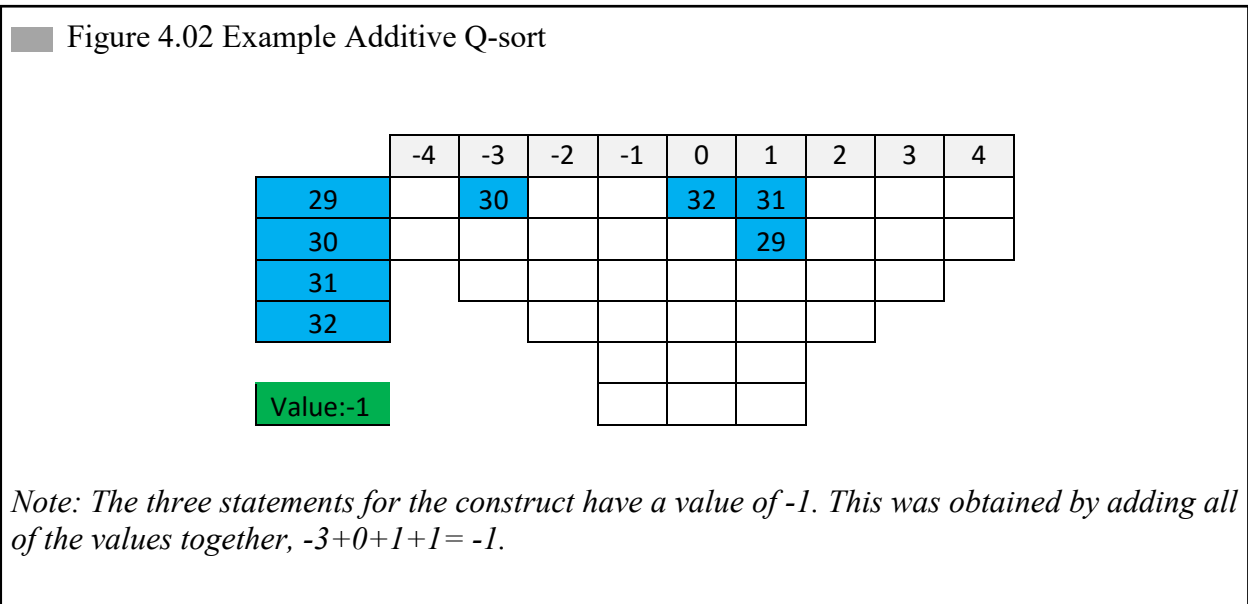 Figure 4.02 Example Additive Q-sort
-4 -3 -2 -1 0 1 2 3 4
29 30 32 31
30 29
31
32
Value:-1
Note: The three statements for the construct have a value of -1. This was obtained by adding all
of the values together, -3+0+1+1= -1.